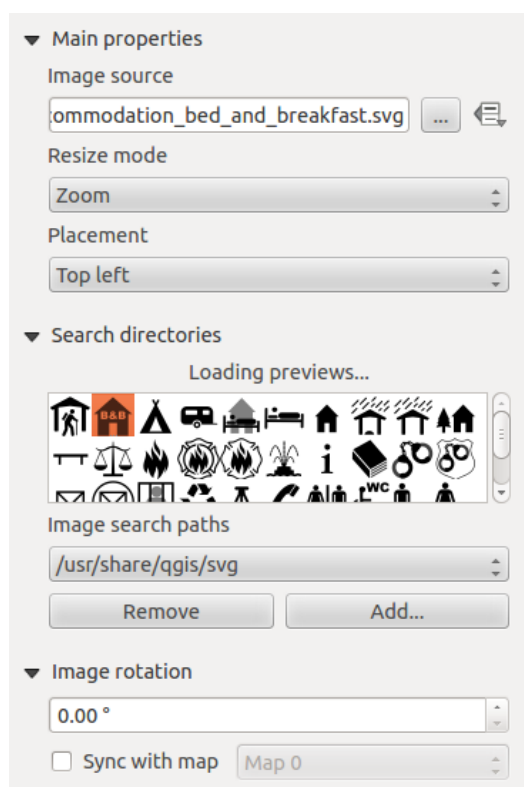 Main properties
Image source
ommodation_bed_and_breakfast.svg ...
Resize mode
Zoom
Placement
Top left
Search directories
Loading previews...
B&B
i
WC
Image search paths
/usr/share/qgis/svg
Remove Add...
Image rotation
0.00 °
Sync with map Map 0